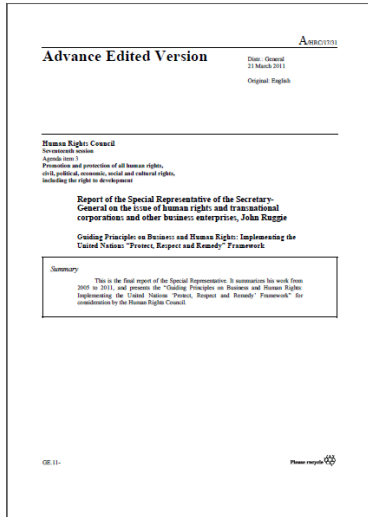 A/HRC/17/31
Advance Edited Version
Distr.: General
21 March 2011
Original: English
Human Rights Council
Seventeenth session
Agenda item 3
Promotion and protection of all human rights,
civil, political, economic, social and cultural rights,
including the right to development
Report of the Special Representative of the Secretary-
General on the issue of human rights and transnational
corporations and other business enterprises, John Ruggie
Guiding Principles on Business and Human Rights: Implementing the
United Nations “Protect, Respect and Remedy” Framework
Summary
This is the final report of the Special Representative. It summarizes his work from
2005 to 2011, and presents the “Guiding Principles on Business and Human Rights:
Implementing the United Nations ‘Protect, Respect and Remedy’ Framework” for
consideration by the Human Rights Council.
GE.11-
Please recycle